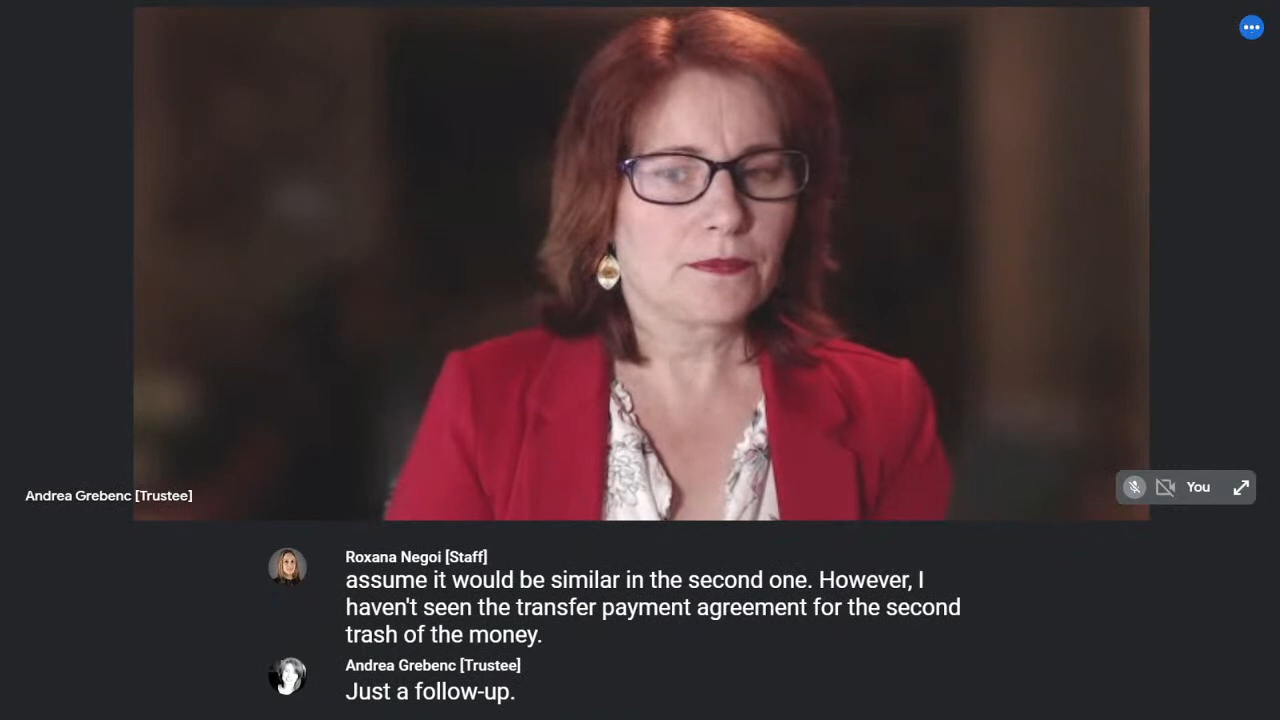 Andrea Grebenc [Trustee]
You
Roxana Negoi [Staff]
assume it would be similar in the second one. However, I
haven't seen the transfer payment agreement for the second
trash of the money.
Andrea Grebenc [Trustee]
Just a follow-up.